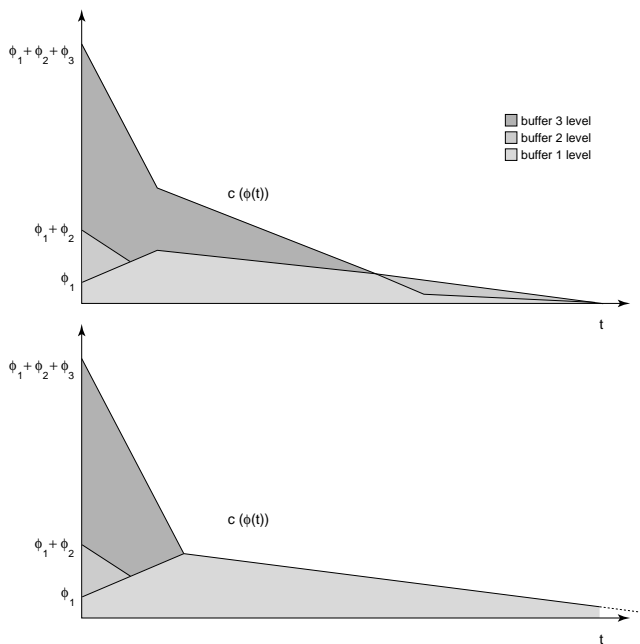 ϕ₁ + ϕ₂ + ϕ₃
buffer 3 level
buffer 2 level
buffer 1 level
c (ϕ(t))
ϕ₁ + ϕ₂
ϕ₁
t
ϕ₁ + ϕ₂ + ϕ₃
c (ϕ(t))
ϕ₁ + ϕ₂
ϕ₁
t